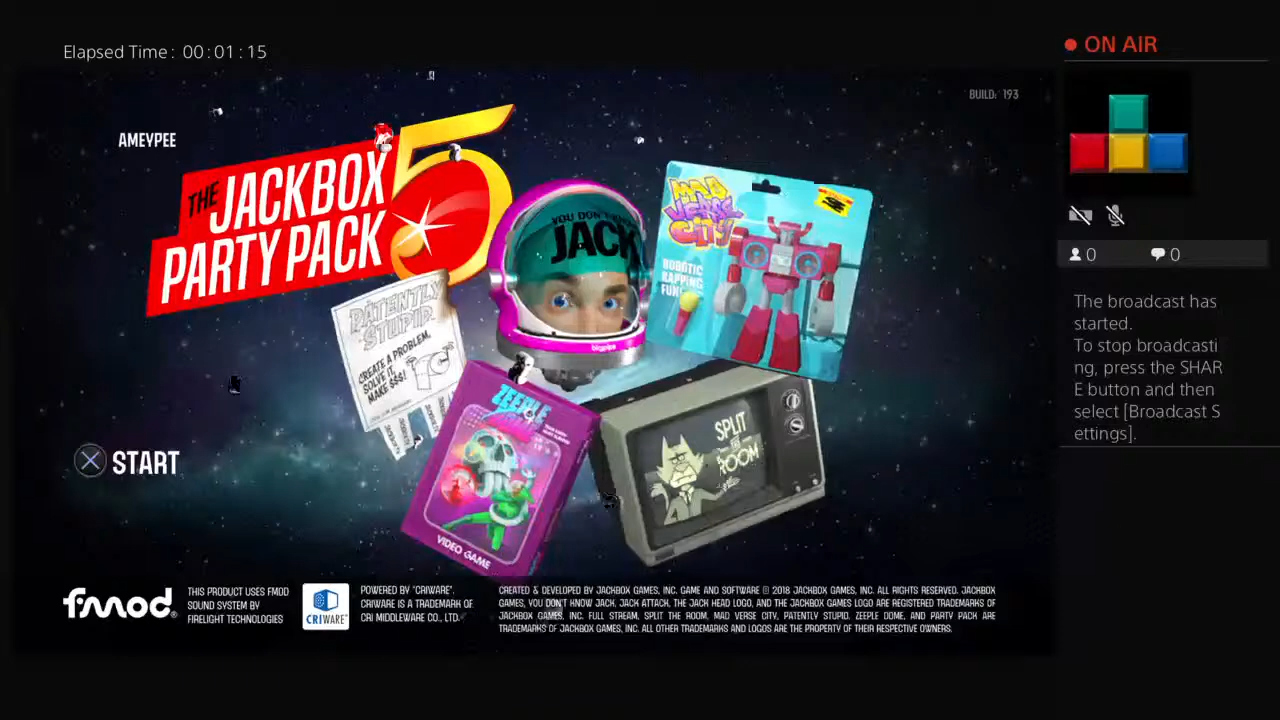 Elapsed Time: 00:01:15
ON AIR
BUILD: 193
AMEYPEE
THE JACKBOX
PARTY PACK 5
YOU DON'T KNOW
JACK
bigpipe
MAD
VERSE
CITY
ROBOTIC
RAPPING
FUN
PATENTLY
STUPID
CREATE A PROBLEM.
SOLVE IT.
MAKE $$$!
ZEEPLE
VIDEO GAME
SPLIT
THE
ROOM
START
0
0
The broadcast has
started.
To stop broadcasti
ng, press the SHAR
E button and then
select [Broadcast S
ettings].
fmod
THIS PRODUCT USES FMOD
SOUND SYSTEM BY
FIRELIGHT TECHNOLOGIES
CRIWARE
POWERED BY "CRIWARE".
CRIWARE IS A TRADEMARK OF
CRI MIDDLEWARE CO., LTD.
CREATED & DEVELOPED BY JACKBOX GAMES, INC. GAME AND SOFTWARE © 2018 JACKBOX GAMES, INC. ALL RIGHTS RESERVED. JACKBOX
GAMES, YOU DON'T KNOW JACK, JACK ATTACK, THE JACK HEAD LOGO, AND THE JACKBOX GAMES LOGO ARE REGISTERED TRADEMARKS OF
JACKBOX GAMES, INC. FULL STREAM, SPLIT THE ROOM, MAD VERSE CITY, PATENTLY STUPID, ZEEPLE DOME, AND PARTY PACK ARE
TRADEMARKS OF JACKBOX GAMES, INC. ALL OTHER TRADEMARKS AND LOGOS ARE THE PROPERTY OF THEIR RESPECTIVE OWNERS.